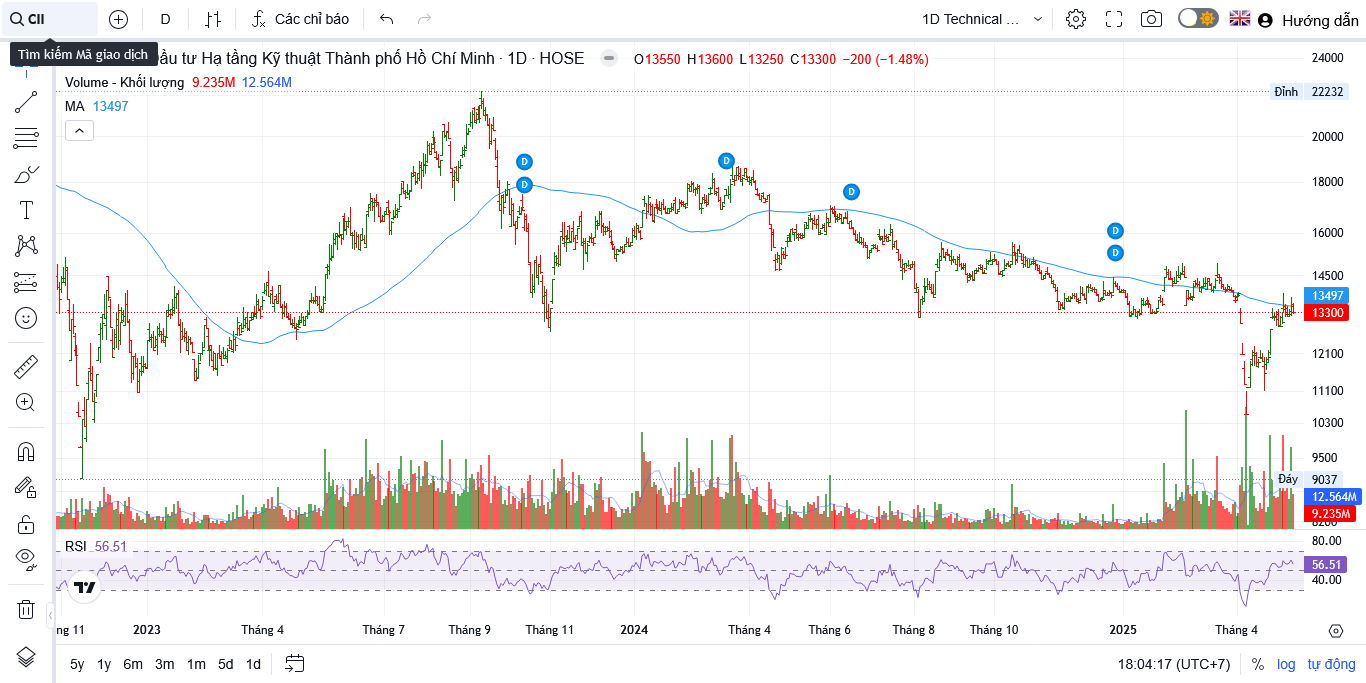 CII D Các chỉ báo 1D Technical ... Hướng dẫn
Tìm kiếm Mã giao dịch
ầu tư Hạ tầng Kỹ thuật Thành phố Hồ Chí Minh · 1D · HOSE O13550 H13600 L13250 C13300 −200 (−1.48%)
Volume - Khối lượng 9.235M 12.564M
MA 13497
24000
Đỉnh 22232
20000
D D
18000
D D
16000
D
D
14500
13497
13300
12100
11100
10300
9500
Đáy 9037
12.564M
9.235M
8200
RSI 56.51
80.00
56.51
40.00
ng 11 2023 Tháng 4 Tháng 7 Tháng 9 Tháng 11 2024 Tháng 4 Tháng 6 Tháng 8 Tháng 10 2025 Tháng 4
5y 1y 6m 3m 1m 5d 1d 18:04:17 (UTC+7) % log tự động